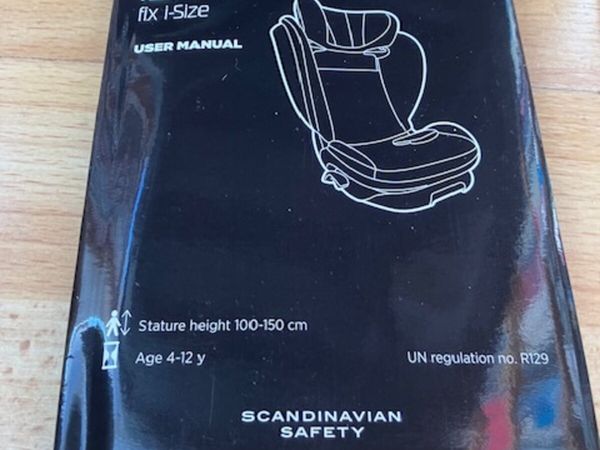 fix i-Size
USER MANUAL
Stature height 100-150 cm
Age 4-12 y
UN regulation no. R129
SCANDINAVIAN
SAFETY